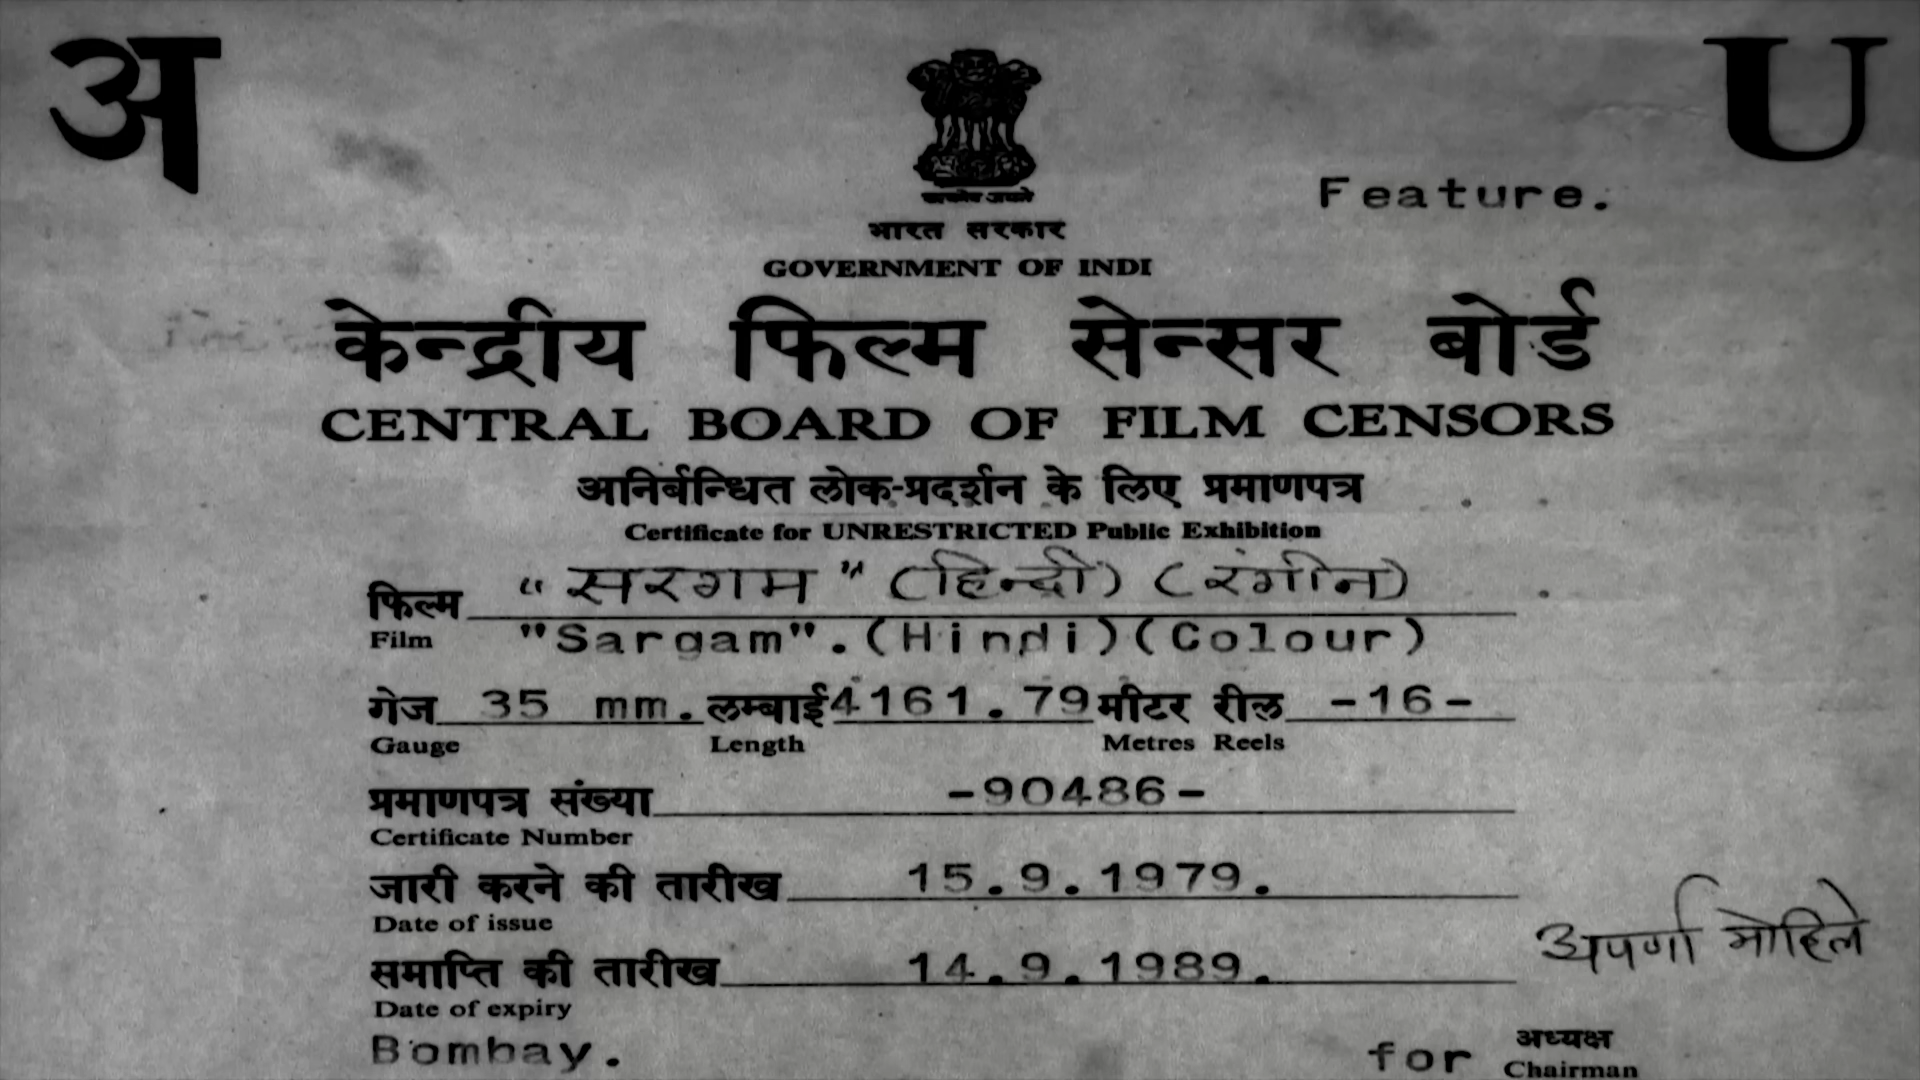 अ
U
Feature.
भारत सरकार
GOVERNMENT OF INDI
केन्द्रीय फिल्म सेन्सर बोर्ड
CENTRAL BOARD OF FILM CENSORS
अनिर्बन्धित लोक-प्रदर्शन के लिए प्रमाणपत्र
Certificate for UNRESTRICTED Public Exhibition
फिल्म "सरगम" (हिन्दी) (रंगीन)
Film "Sargam".(Hindi)(Colour)
गेज 35 mm. लम्बाई 4161.79 मीटर रील -16-
Gauge Length Metres Reels
प्रमाणपत्र संख्या -90486-
Certificate Number
जारी करने की तारीख 15.9.1979.
Date of issue
अपर्णा मोहिले
समाप्ति की तारीख 14.9.1989.
Date of expiry
Bombay. for अध्यक्ष
Chairman